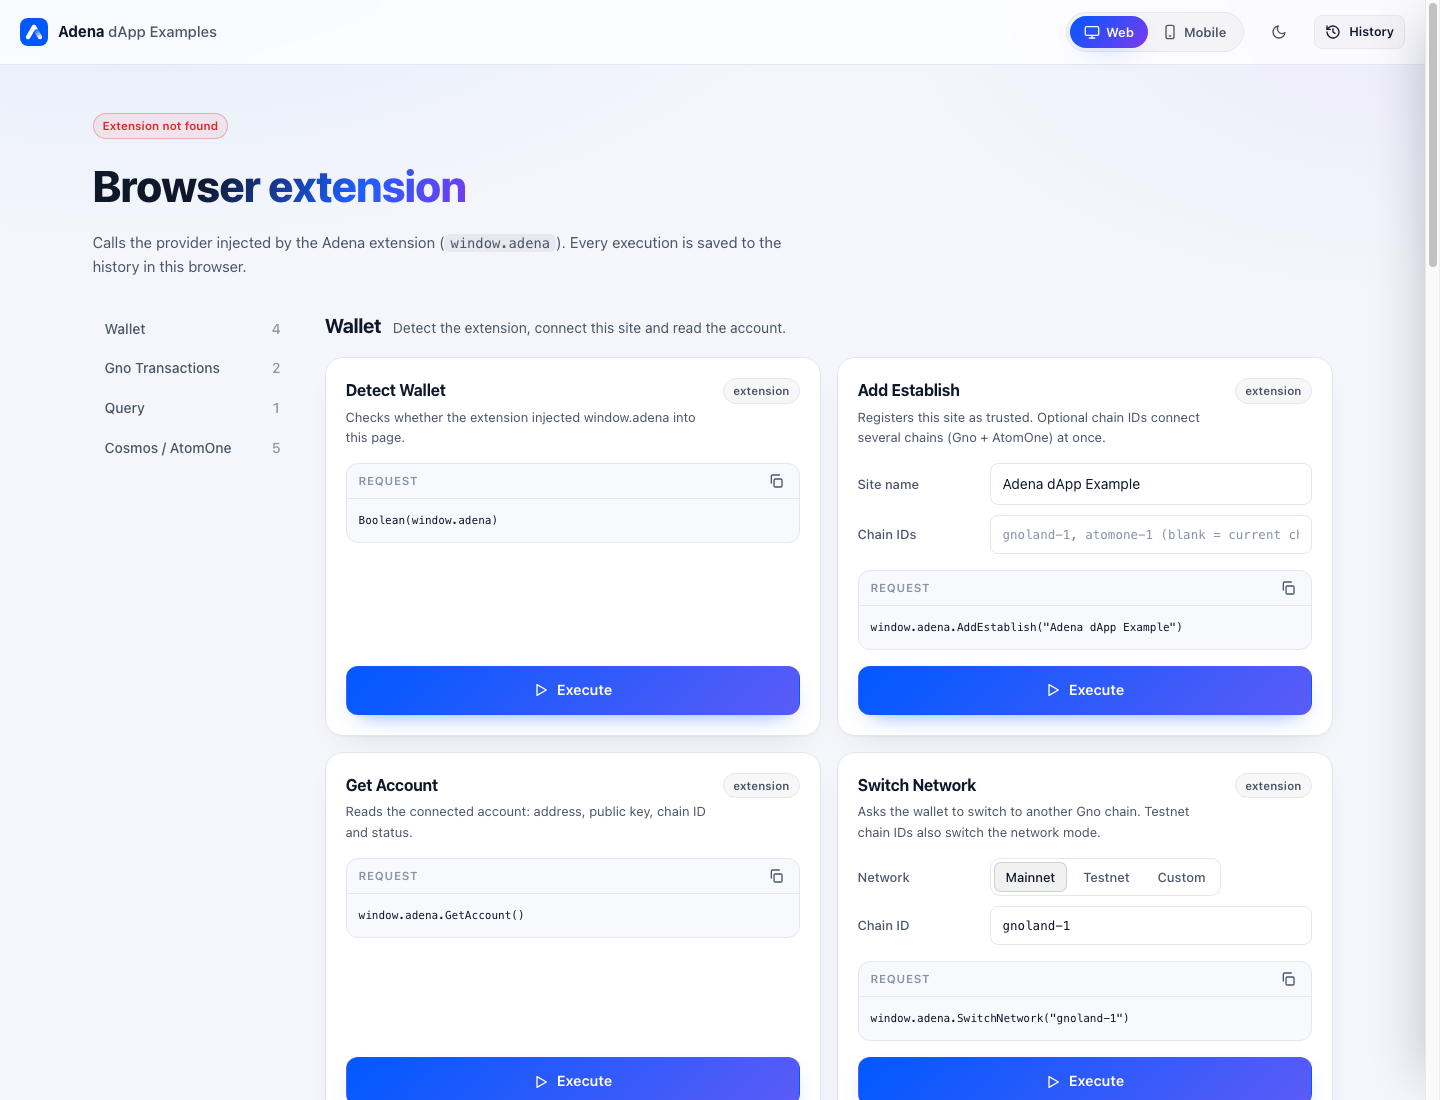 Adena dApp Examples
Web
Mobile
History
Extension not found
Browser extension
Calls the provider injected by the Adena extension ( window.adena ). Every execution is saved to the
history in this browser.
Wallet 4
Gno Transactions 2
Query 1
Cosmos / AtomOne 5
Wallet Detect the extension, connect this site and read the account.
Detect Wallet
extension
Checks whether the extension injected window.adena into
this page.
REQUEST
Boolean(window.adena)
Execute
Add Establish
extension
Registers this site as trusted. Optional chain IDs connect
several chains (Gno + AtomOne) at once.
Site name
Adena dApp Example
Chain IDs
gnoland-1, atomone-1 (blank = current
REQUEST
window.adena.AddEstablish("Adena dApp Example")
Execute
Get Account
extension
Reads the connected account: address, public key, chain ID
and status.
REQUEST
window.adena.GetAccount()
Execute
Switch Network
extension
Asks the wallet to switch to another Gno chain. Testnet
chain IDs also switch the network mode.
Network
Mainnet
Testnet
Custom
Chain ID
gnoland-1
REQUEST
window.adena.SwitchNetwork("gnoland-1")
Execute